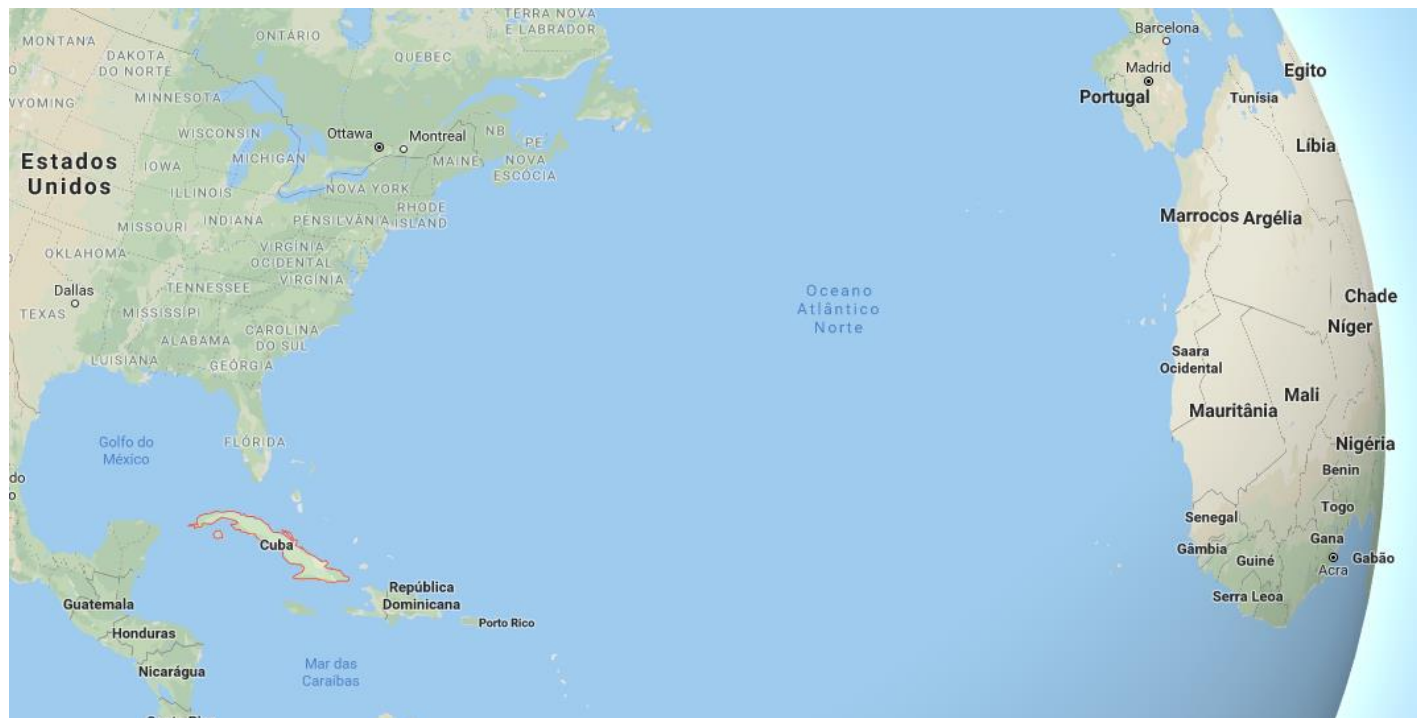 TERRA NOVA
E LABRADOR
ONTÁRIO
MONTANA
QUEBEC
DAKOTA
DO NORTE
Barcelona
Madrid
Egito
Portugal
Tunísia
WYOMING
MINNESOTA
WISCONSIN
Ottawa
Montreal
NB
PE
Líbia
Estados
Unidos
IOWA
MICHIGAN
MAINE
NOVA
ESCÓCIA
ILLINOIS
NOVA YORK
RHODE
ISLAND
MISSOURI
INDIANA
PENSILVÂNIA
Marrocos
Argélia
OKLAHOMA
VIRGÍNIA
OCIDENTAL
VIRGÍNIA
Dallas
TENNESSEE
Oceano
Atlântico
Norte
Chade
TEXAS
MISSISSÍPI
CAROLINA
DO SUL
Níger
ALABAMA
LUISIANA
GEÓRGIA
Saara
Ocidental
Mali
Mauritânia
Golfo do
México
FLÓRIDA
Nigéria
Benin
do
Togo
Senegal
Cuba
Gana
Gâmbia
Guiné
Gabão
Acra
República
Dominicana
Serra Leoa
Guatemala
Porto Rico
Honduras
Nicarágua
Mar das
Caraibas